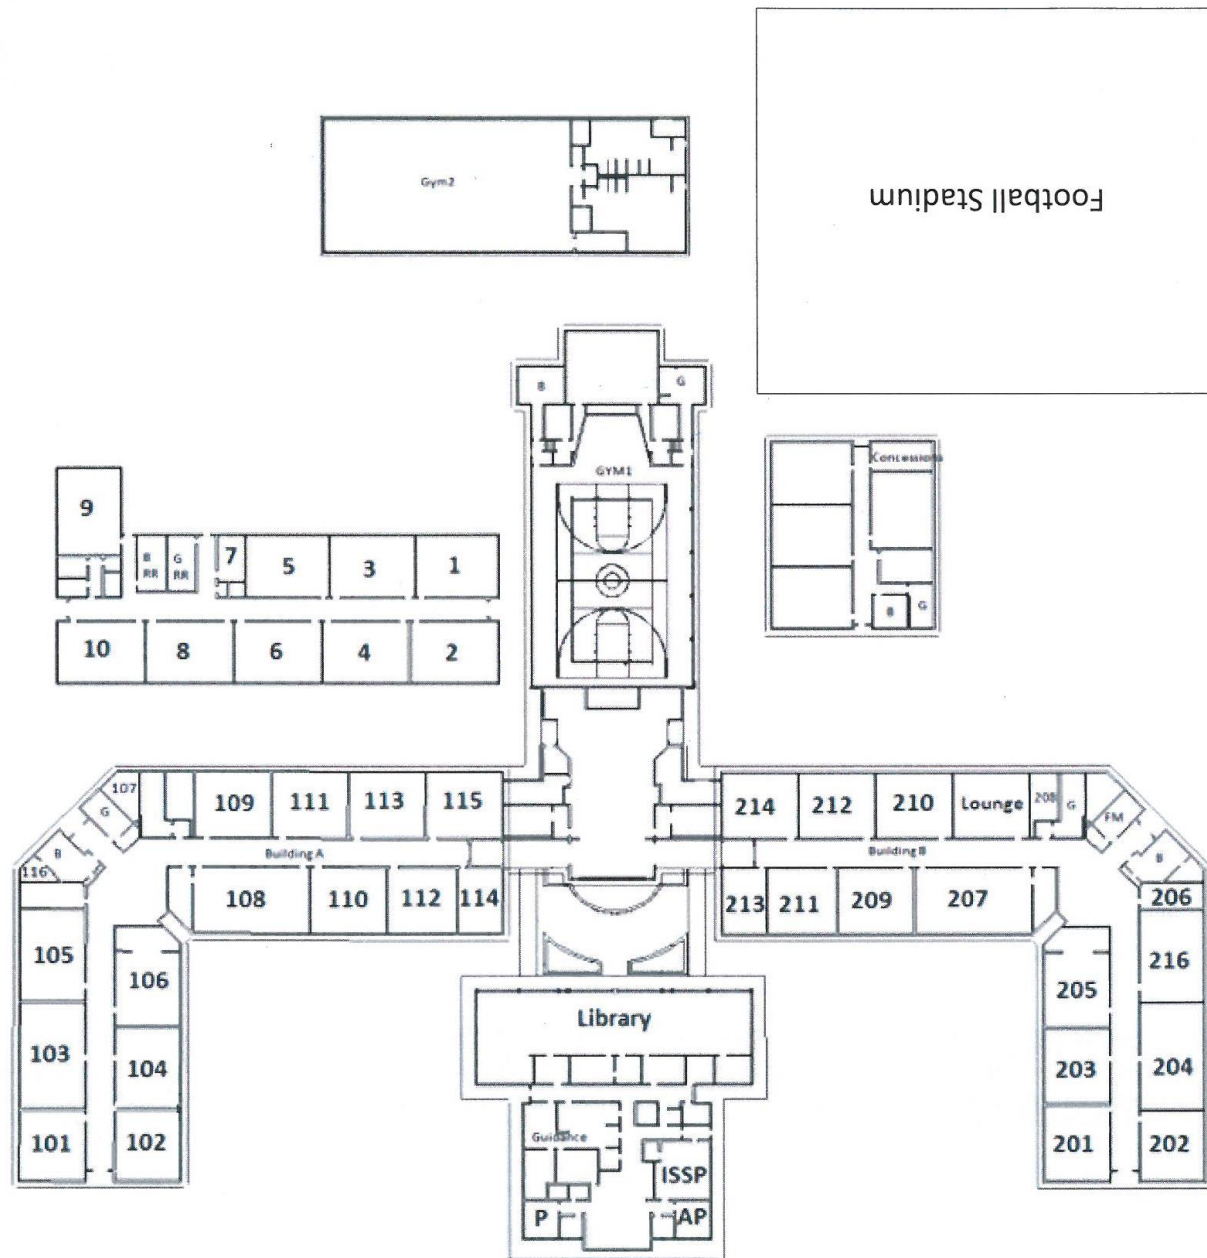 Football Stadium
Gym2
B
G
GYM1
Concessions
9
B
RR
G
RR
7
5
3
1
B
G
10
8
6
4
2
107
G
B
116
109
111
113
115
Building A
108
110
112
114
214
212
210
Lounge
208
G
FM
B
Building B
213
211
209
207
206
105
106
103
104
101
102
205
216
203
204
201
202
Library
Guidance
ISSP
P
AP